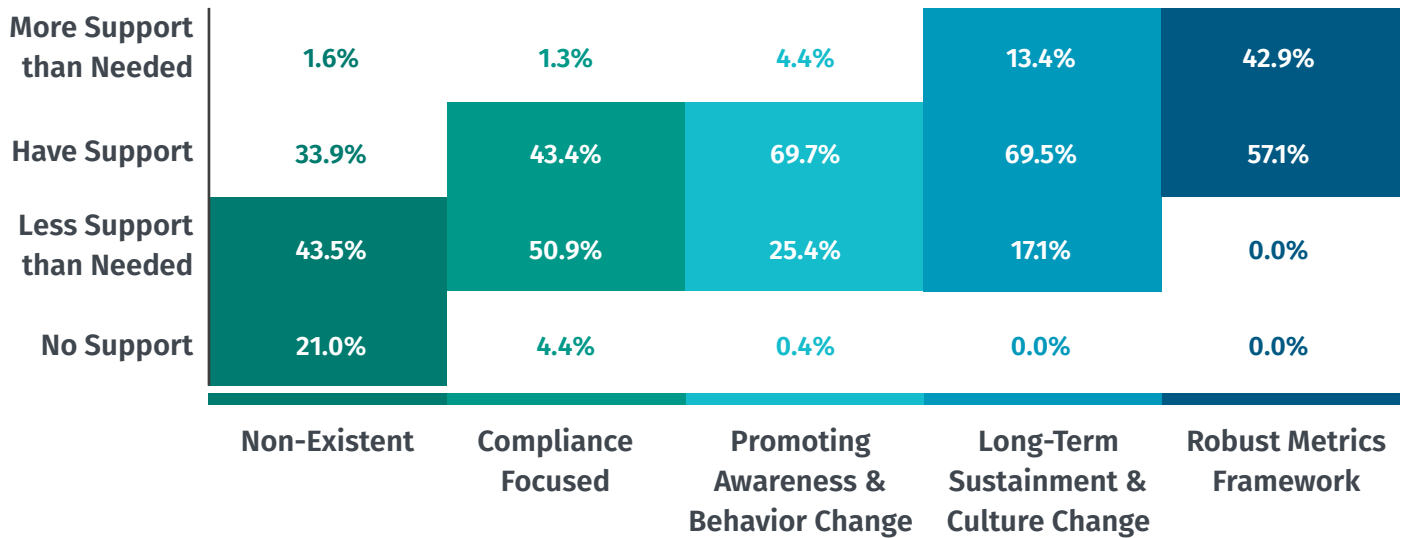 More Support
than Needed
1.6% 1.3% 4.4% 13.4% 42.9%
Have Support
33.9% 43.4% 69.7% 69.5% 57.1%
Less Support
than Needed
43.5% 50.9% 25.4% 17.1% 0.0%
No Support
21.0% 4.4% 0.4% 0.0% 0.0%
Non-Existent
Compliance
Focused
Promoting
Awareness &
Behavior Change
Long-Term
Sustainment &
Culture Change
Robust Metrics
Framework